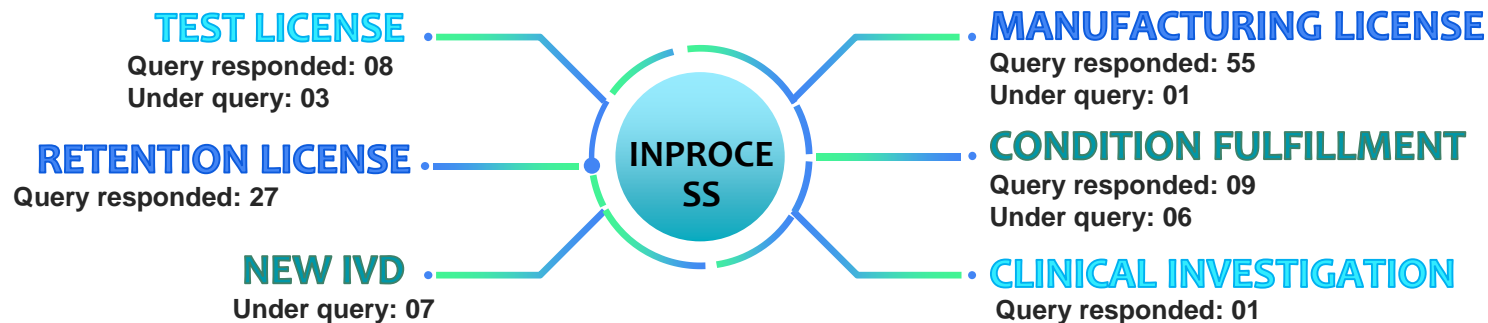 TEST LICENSE
Query responded: 08
Under query: 03
RETENTION LICENSE
Query responded: 27
NEW IVD
Under query: 07
INPROCE
SS
MANUFACTURING LICENSE
Query responded: 55
Under query: 01
CONDITION FULFILLMENT
Query responded: 09
Under query: 06
CLINICAL INVESTIGATION
Query responded: 01